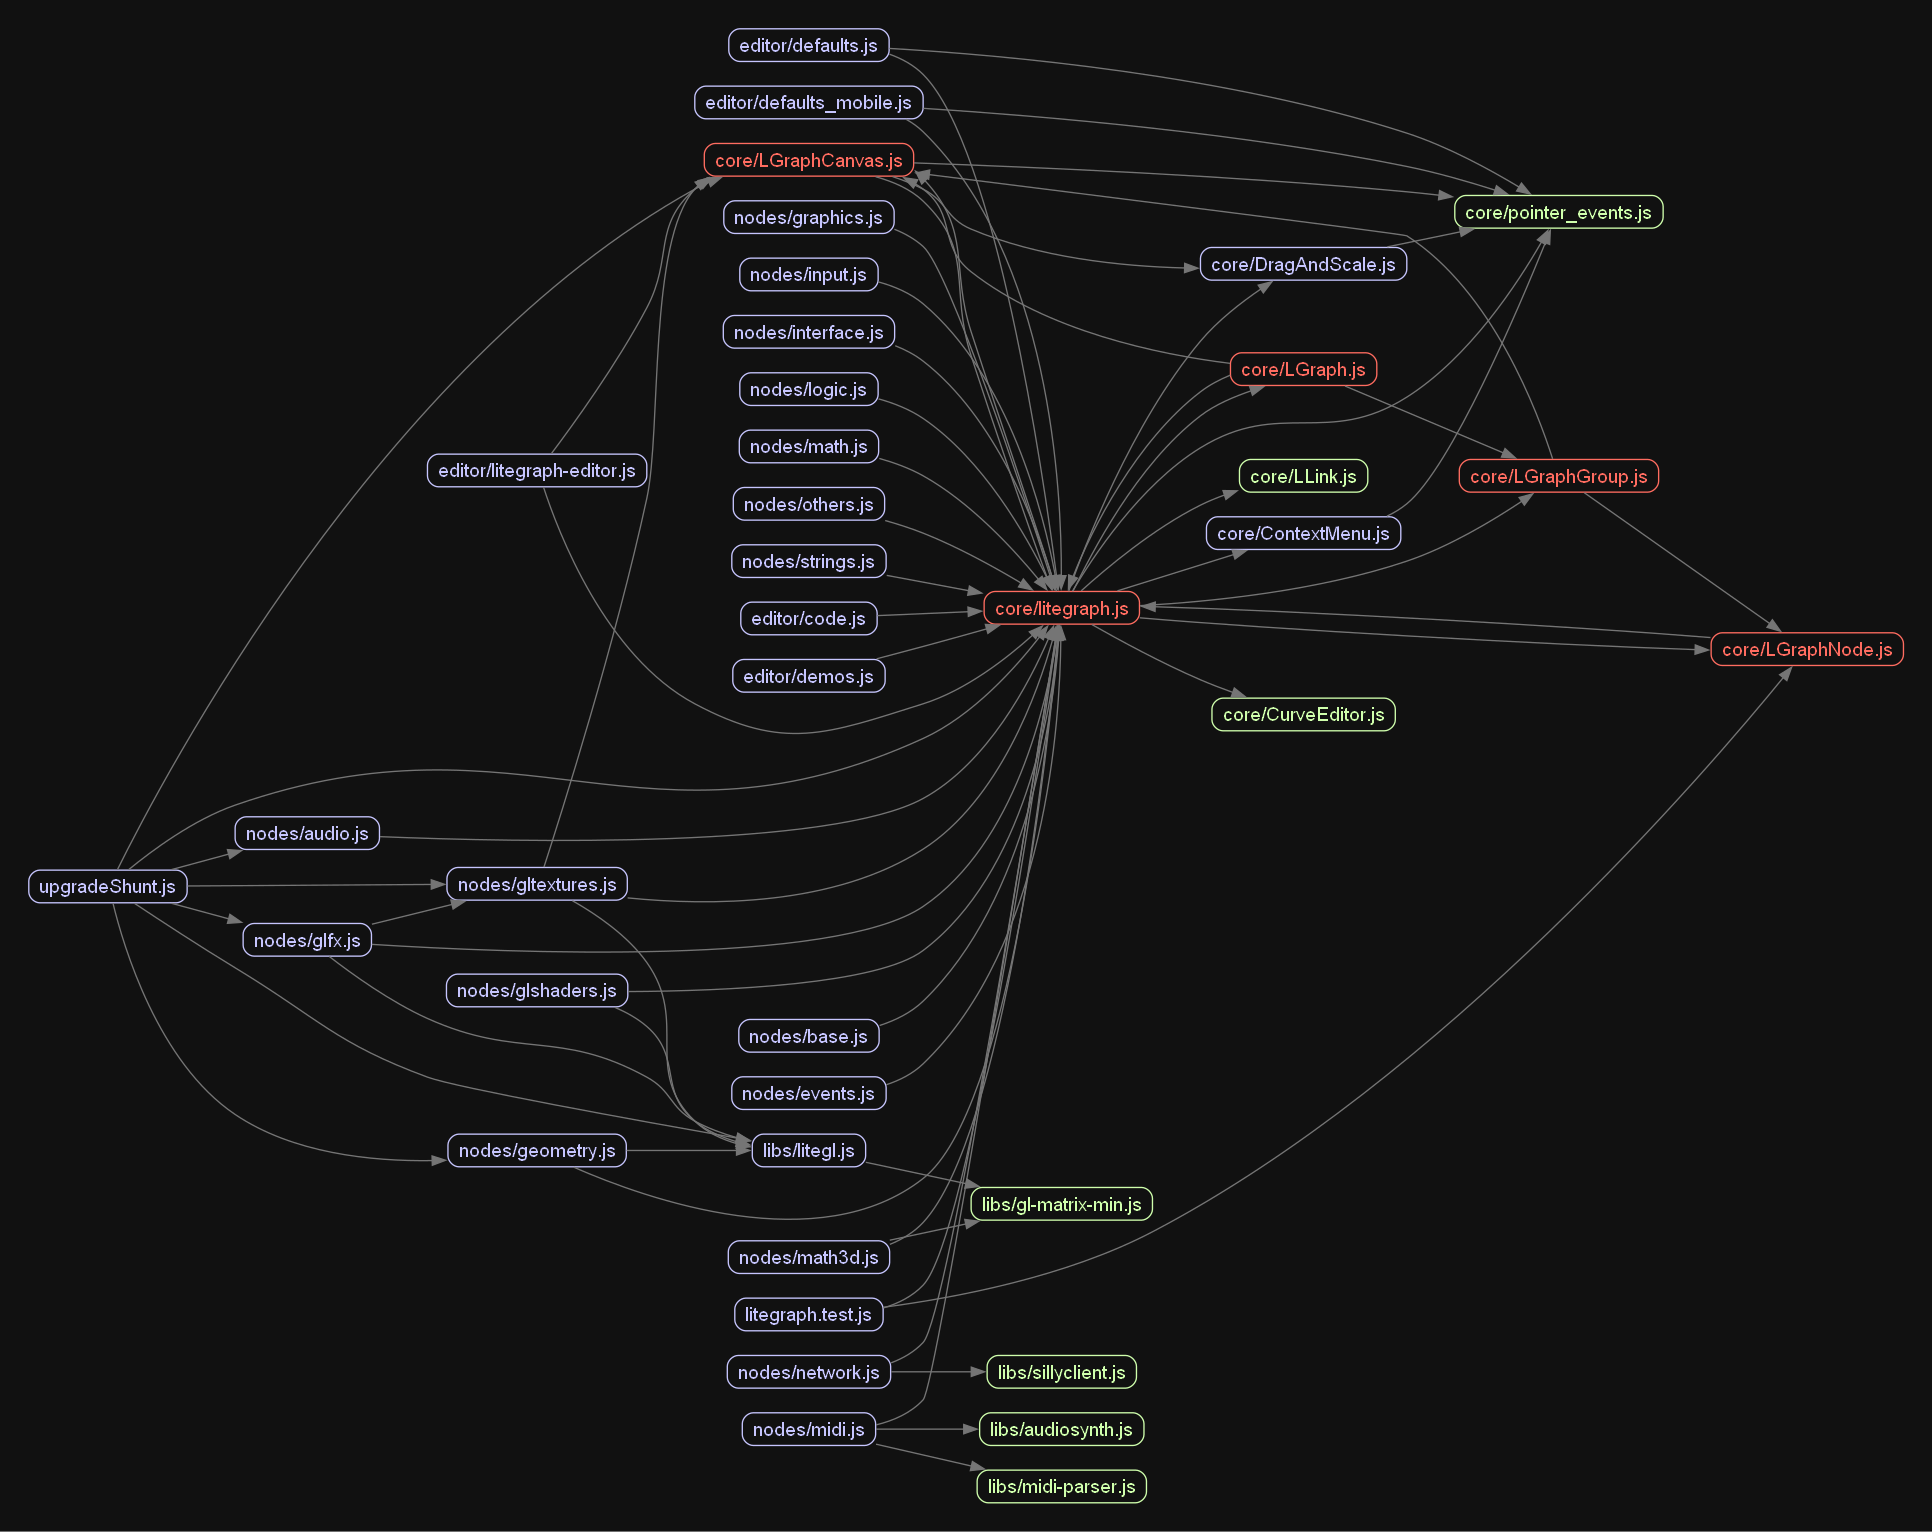 editor/defaults.js
editor/defaults_mobile.js
core/LGraphCanvas.js
core/pointer_events.js
nodes/graphics.js
core/DragAndScale.js
nodes/input.js
nodes/interface.js
core/LGraph.js
nodes/logic.js
nodes/math.js
editor/litegraph-editor.js
core/LLink.js
core/LGraphGroup.js
nodes/others.js
core/ContextMenu.js
nodes/strings.js
core/litegraph.js
editor/code.js
core/LGraphNode.js
editor/demos.js
core/CurveEditor.js
nodes/audio.js
upgradeShunt.js
nodes/gltextures.js
nodes/glfx.js
nodes/glshaders.js
nodes/base.js
nodes/events.js
nodes/geometry.js
libs/litegl.js
libs/gl-matrix-min.js
nodes/math3d.js
litegraph.test.js
nodes/network.js
libs/sillyclient.js
nodes/midi.js
libs/audiosynth.js
libs/midi-parser.js